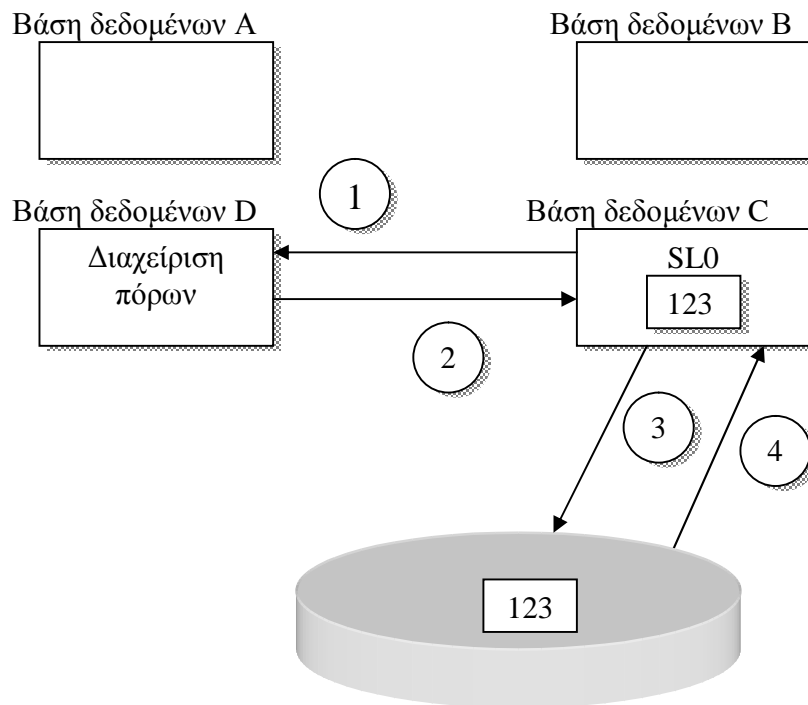 Βάση δεδομένων A
Βάση δεδομένων B
1
Βάση δεδομένων D
Βάση δεδομένων C
Διαχείριση
πόρων
SL0
123
2
3
4
123